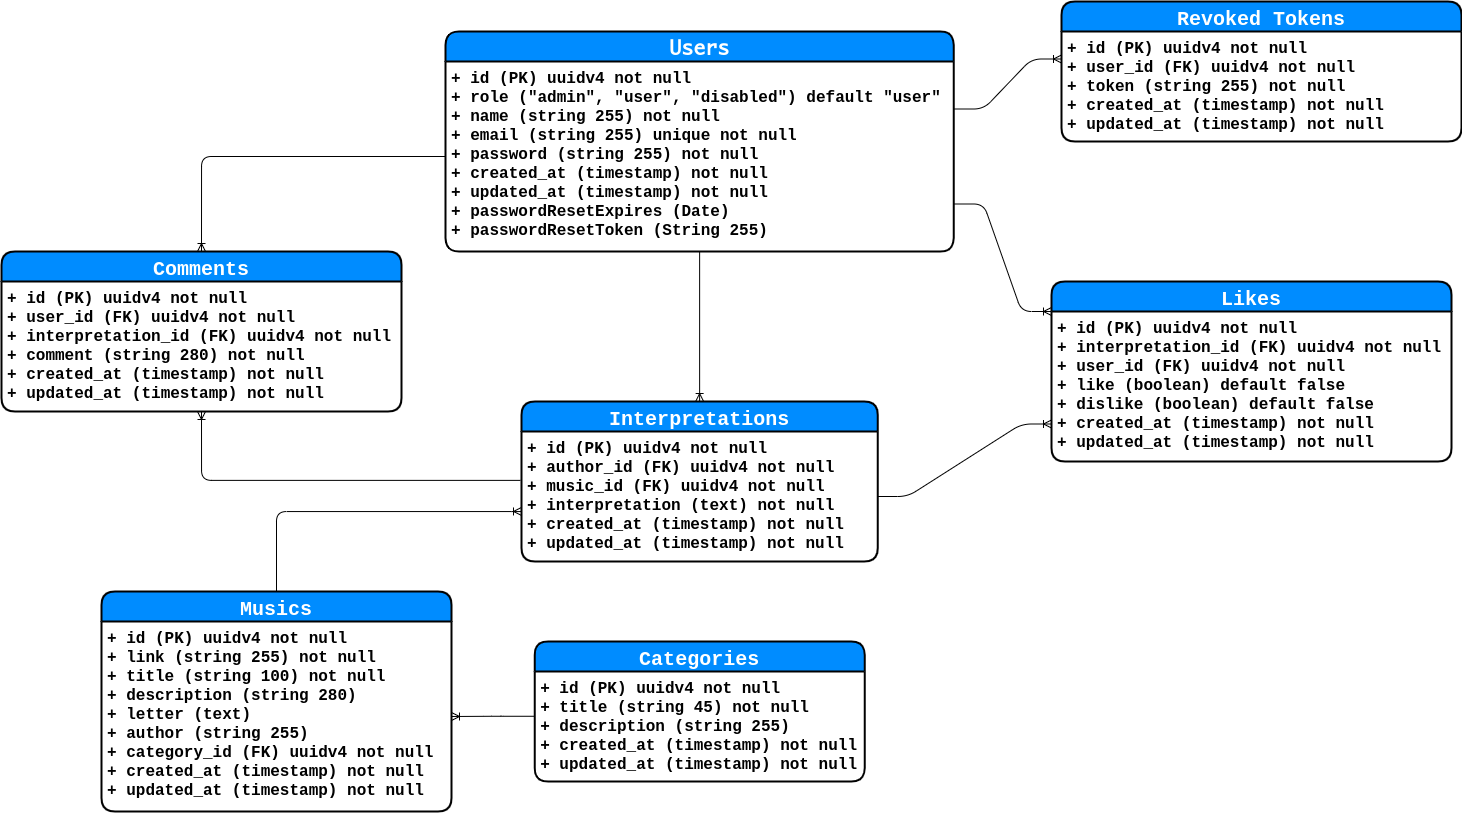 Users
+ id (PK) uuidv4 not null
+ role ("admin", "user", "disabled") default "user"
+ name (string 255) not null
+ email (string 255) unique not null
+ password (string 255) not null
+ created_at (timestamp) not null
+ updated_at (timestamp) not null
+ passwordResetExpires (Date)
+ passwordResetToken (String 255)
Revoked Tokens
+ id (PK) uuidv4 not null
+ user_id (FK) uuidv4 not null
+ token (string 255) not null
+ created_at (timestamp) not null
+ updated_at (timestamp) not null
Comments
+ id (PK) uuidv4 not null
+ user_id (FK) uuidv4 not null
+ interpretation_id (FK) uuidv4 not null
+ comment (string 280) not null
+ created_at (timestamp) not null
+ updated_at (timestamp) not null
Likes
+ id (PK) uuidv4 not null
+ interpretation_id (FK) uuidv4 not null
+ user_id (FK) uuidv4 not null
+ like (boolean) default false
+ dislike (boolean) default false
+ created_at (timestamp) not null
+ updated_at (timestamp) not null
Interpretations
+ id (PK) uuidv4 not null
+ author_id (FK) uuidv4 not null
+ music_id (FK) uuidv4 not null
+ interpretation (text) not null
+ created_at (timestamp) not null
+ updated_at (timestamp) not null
Musics
+ id (PK) uuidv4 not null
+ link (string 255) not null
+ title (string 100) not null
+ description (string 280)
+ letter (text)
+ author (string 255)
+ category_id (FK) uuidv4 not null
+ created_at (timestamp) not null
+ updated_at (timestamp) not null
Categories
+ id (PK) uuidv4 not null
+ title (string 45) not null
+ description (string 255)
+ created_at (timestamp) not null
+ updated_at (timestamp) not null